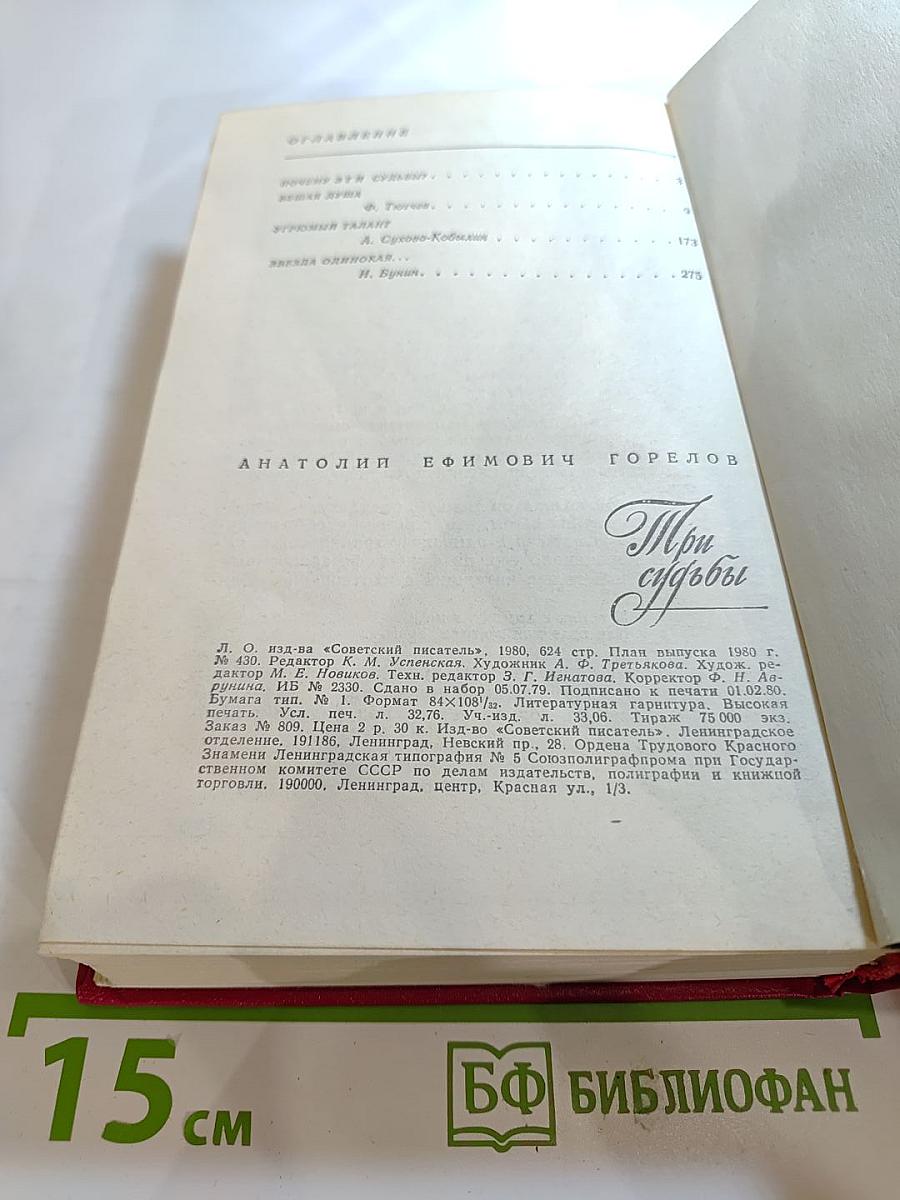 ОГЛАВЛЕНИЕ
ПОЧЕМУ ЭТИ СУДЬБЫ? . . . . . . . . . . . . . . . . 3
ВЕЩАЯ ДУША
Ф. Тютчев. . . . . . . . . . . . . . . . 9
УГРЮМЫЙ ТАЛАНТ
А. Сухово-Кобылин . . . . . . . . . . . . 173
ЗВЕЗДА ОДИНОКАЯ...
И. Бунин. . . . . . . . . . . . . . . . . 275
АНАТОЛИЙ ЕФИМОВИЧ ГОРЕЛОВ
Три
судьбы
Л. О. изд-ва «Советский писатель», 1980, 624 стр. План выпуска 1980 г.
№ 430. Редактор К. М. Успенская. Художник А. Ф. Третьякова. Худож. ре-
дактор М. Е. Новиков. Техн. редактор З. Г. Игнатова. Корректор Ф. Н. Ав-
рунина. ИБ № 2330. Сдано в набор 05.07.79. Подписано к печати 01.02.80.
Бумага тип. № 1. Формат 84×108¹/₃₂. Литературная гарнитура. Высокая
печать. Усл. печ. л. 32,76. Уч.-изд. л. 33,06. Тираж 75 000 экз.
Заказ № 809. Цена 2 р. 30 к. Изд-во «Советский писатель». Ленинградское
отделение. 191186, Ленинград, Невский пр., 28. Ордена Трудового Красного
Знамени Ленинградская типография № 5 Союзполиграфпрома при Государ-
ственном комитете СССР по делам издательств, полиграфии и книжной
торговли. 190000, Ленинград, центр, Красная ул., 1/3.
15 см
БФ БИБЛИОФАН